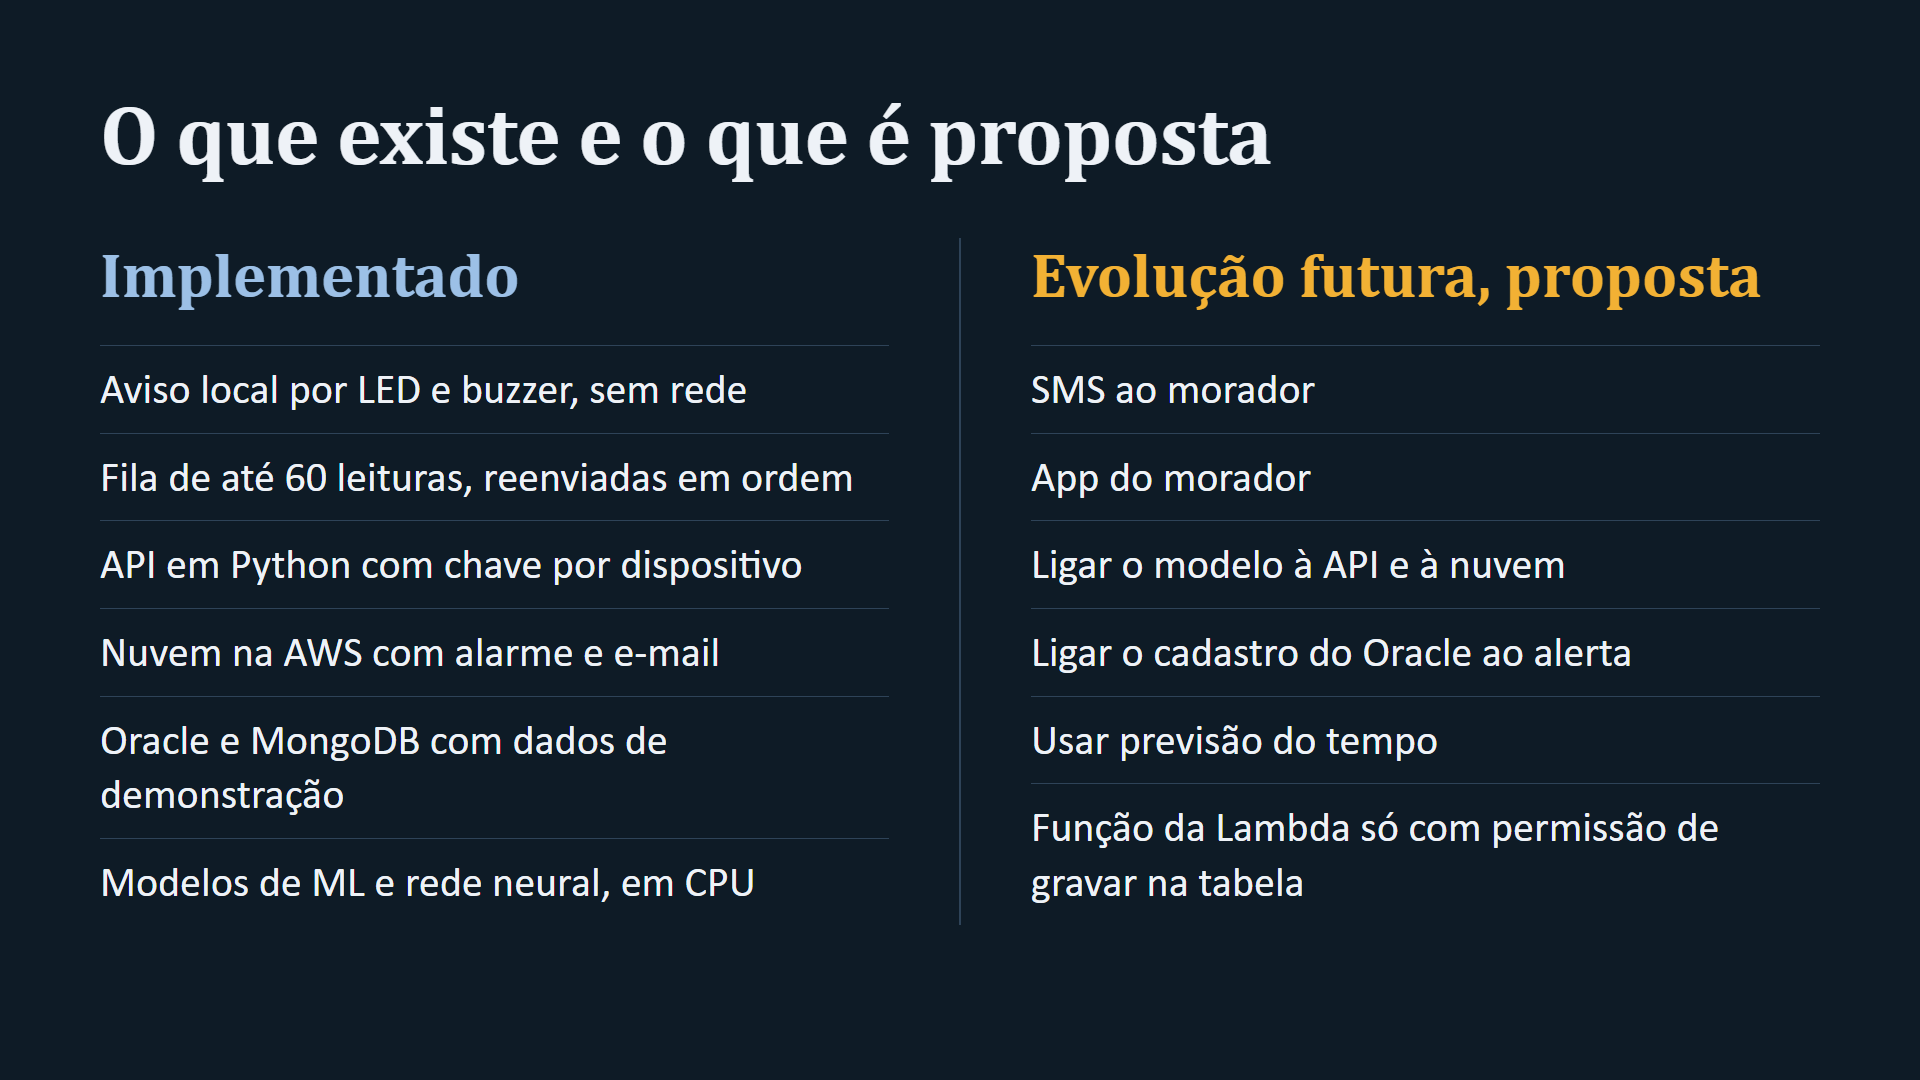 O que existe e o que é proposta
Implementado
Aviso local por LED e buzzer, sem rede
Fila de até 60 leituras, reenviadas em ordem
API em Python com chave por dispositivo
Nuvem na AWS com alarme e e-mail
Oracle e MongoDB com dados de
demonstração
Modelos de ML e rede neural, em CPU
Evolução futura, proposta
SMS ao morador
App do morador
Ligar o modelo à API e à nuvem
Ligar o cadastro do Oracle ao alerta
Usar previsão do tempo
Função da Lambda só com permissão de
gravar na tabela